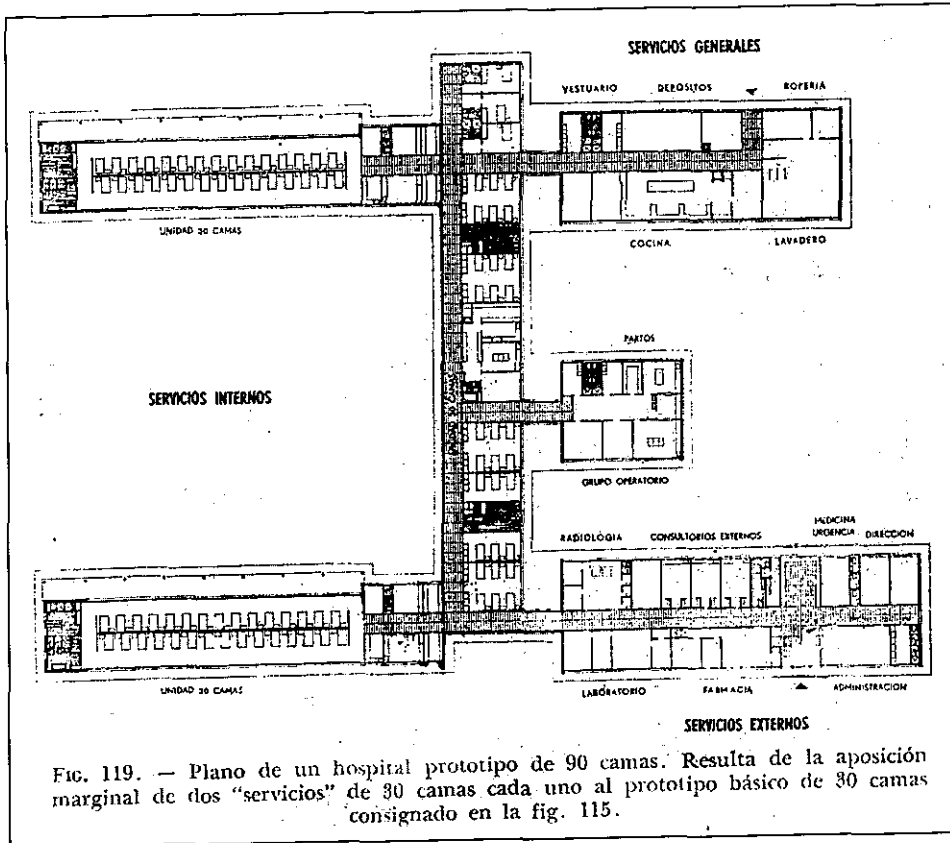 SERVICIOS GENERALES
VESTUARIO DEPOSITOS ROPERIA
UNIDAD 30 CAMAS
COCINA LAVADERO
PARTOS
SERVICIOS INTERNOS
UNIDAD 30 CAMAS
GRUPO OPERATORIO
RADIOLOGIA CONSULTORIOS EXTERNOS MEDICINA URGENCIA DIRECCION
UNIDAD 30 CAMAS
LABORATORIO FARMACIA ADMINISTRACION
SERVICIOS EXTERNOS
FIG. 119. — Plano de un hospital prototipo de 90 camas. Resulta de la aposición
marginal de dos "servicios" de 30 camas cada uno al prototipo básico de 30 camas
consignado en la fig. 115.